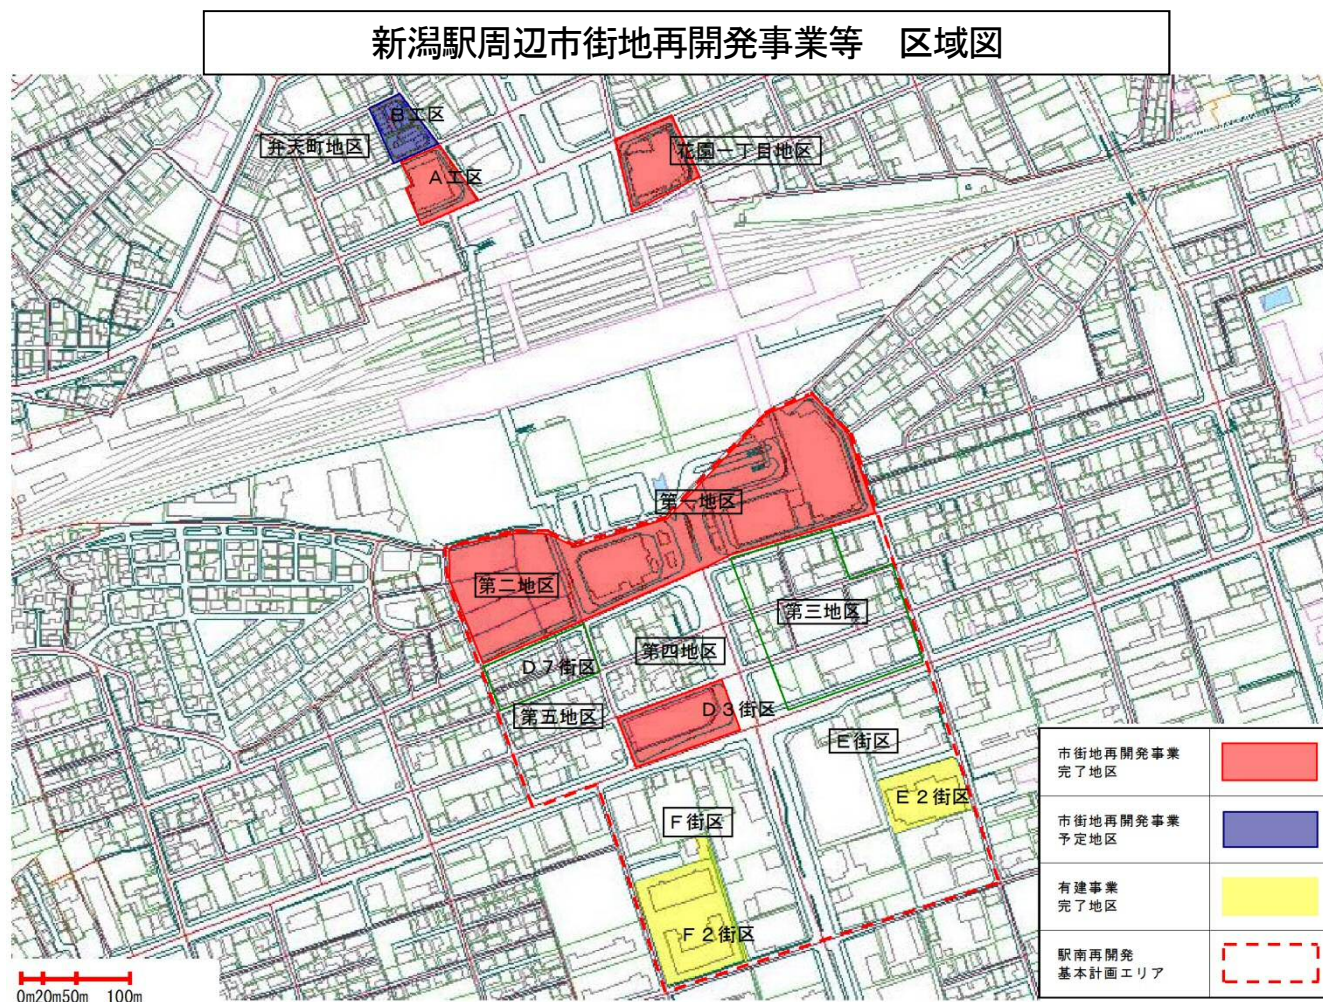 新潟駅周辺市街地再開発事業等　区域図
B工区
弁天町地区
A工区
花園一丁目地区
第一地区
第二地区
第三地区
第四地区
D7街区
第五地区
D3街区
E街区
E2街区
F街区
F2街区
市街地再開発事業
完了地区
市街地再開発事業
予定地区
有建事業
完了地区
駅南再開発
基本計画エリア
0m20m50m 100m